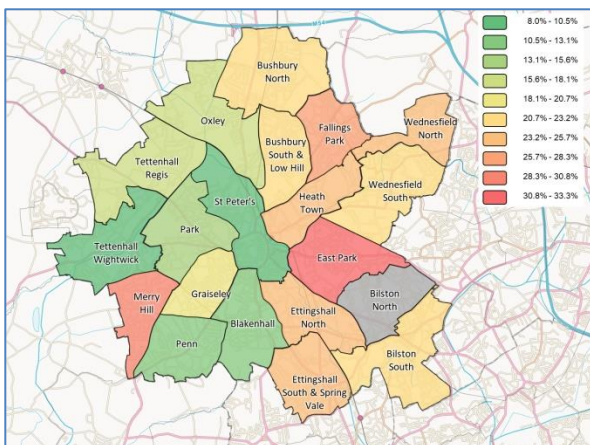 8.0% - 10.5%
10.5% - 13.1%
13.1% - 15.6%
15.6% - 18.1%
18.1% - 20.7%
20.7% - 23.2%
23.2% - 25.7%
25.7% - 28.3%
28.3% - 30.8%
30.8% - 33.3%
Bushbury
North
Oxley
Bushbury
South &
Low Hill
Fallings
Park
Wednesfield
North
Tettenhall
Regis
Wednesfield
South
St Peter's
Heath
Town
Park
Tettenhall
Wightwick
East Park
Merry
Hill
Graiseley
Bilston
North
Blakenhall
Ettingshall
North
Penn
Bilston
South
Ettingshall
South & Spring
Vale